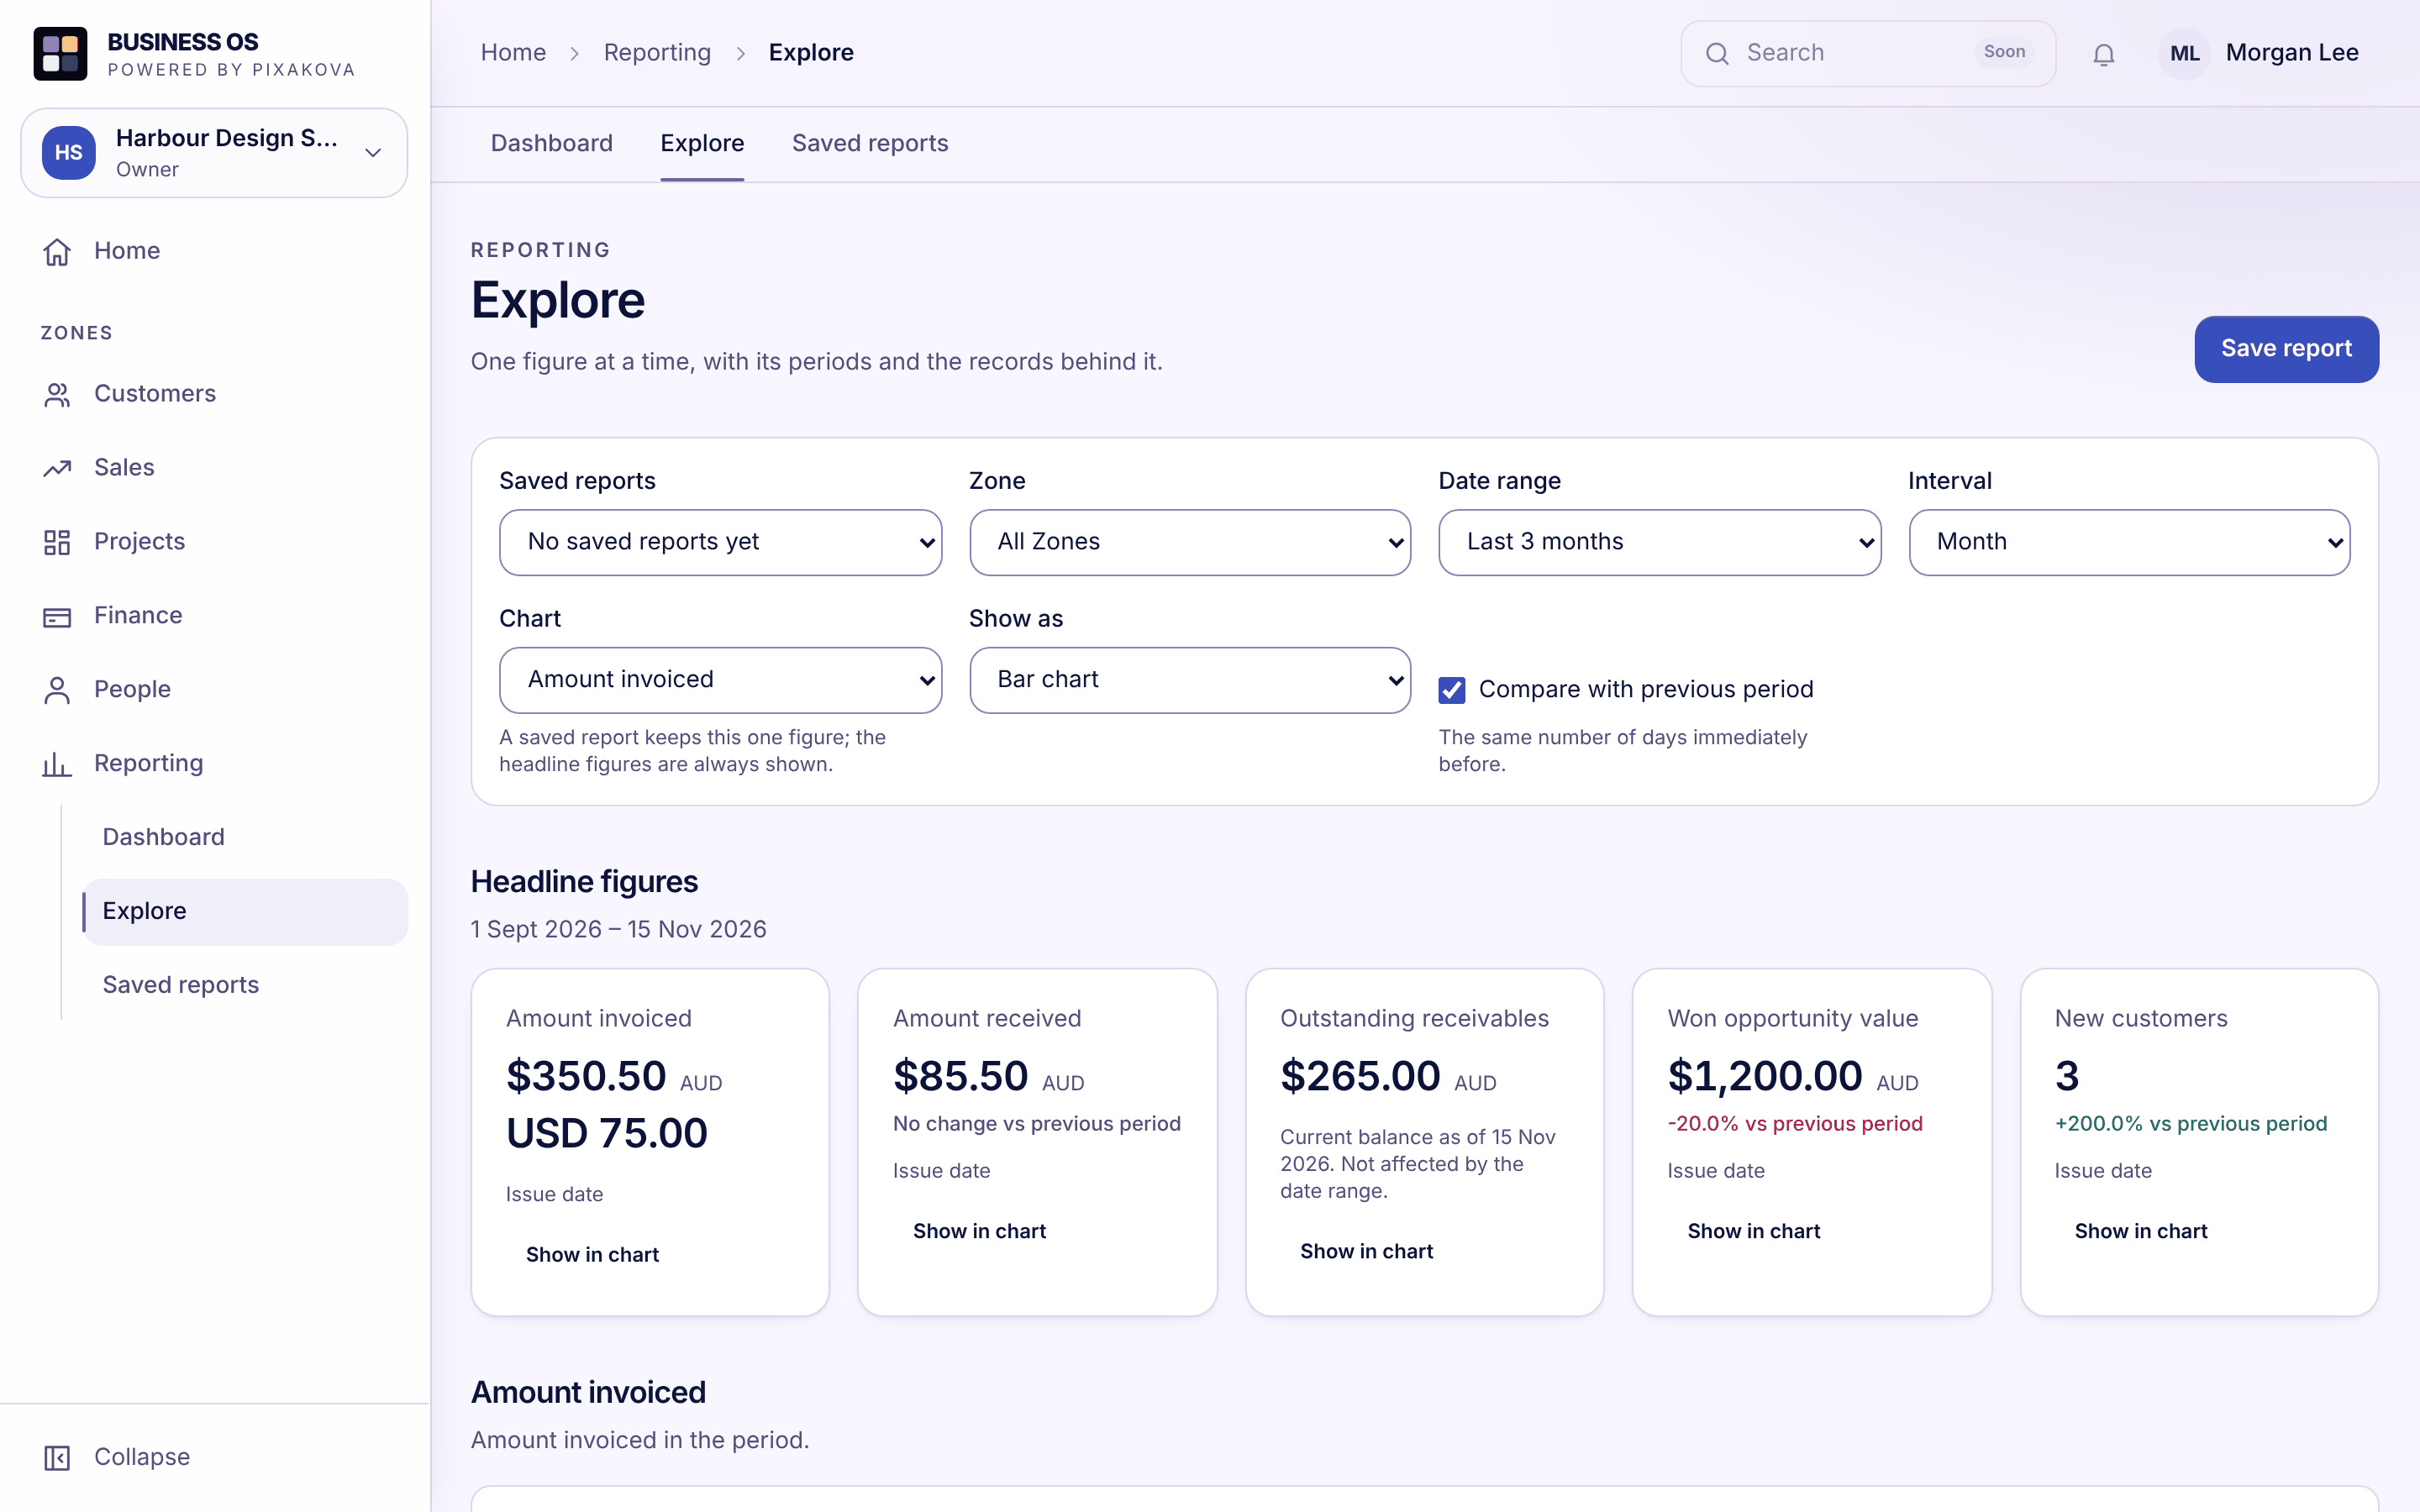 BUSINESS OS
POWERED BY PIXAKOVA
HS
Harbour Design S...
Owner
Home
ZONES
Customers
Sales
Projects
Finance
People
Reporting
Dashboard
Explore
Saved reports
Collapse
Home > Reporting > Explore
Search
Soon
ML
Morgan Lee
Dashboard Explore Saved reports
REPORTING
Explore
One figure at a time, with its periods and the records behind it.
Save report
Saved reports
No saved reports yet
Zone
All Zones
Date range
Last 3 months
Interval
Month
Chart
Amount invoiced
A saved report keeps this one figure; the
headline figures are always shown.
Show as
Bar chart
Compare with previous period
The same number of days immediately
before.
Headline figures
1 Sept 2026 – 15 Nov 2026
Amount invoiced
$350.50 AUD
USD 75.00
Issue date
Show in chart
Amount received
$85.50 AUD
No change vs previous period
Issue date
Show in chart
Outstanding receivables
$265.00 AUD
Current balance as of 15 Nov
2026. Not affected by the
date range.
Show in chart
Won opportunity value
$1,200.00 AUD
-20.0% vs previous period
Issue date
Show in chart
New customers
3
+200.0% vs previous period
Issue date
Show in chart
Amount invoiced
Amount invoiced in the period.